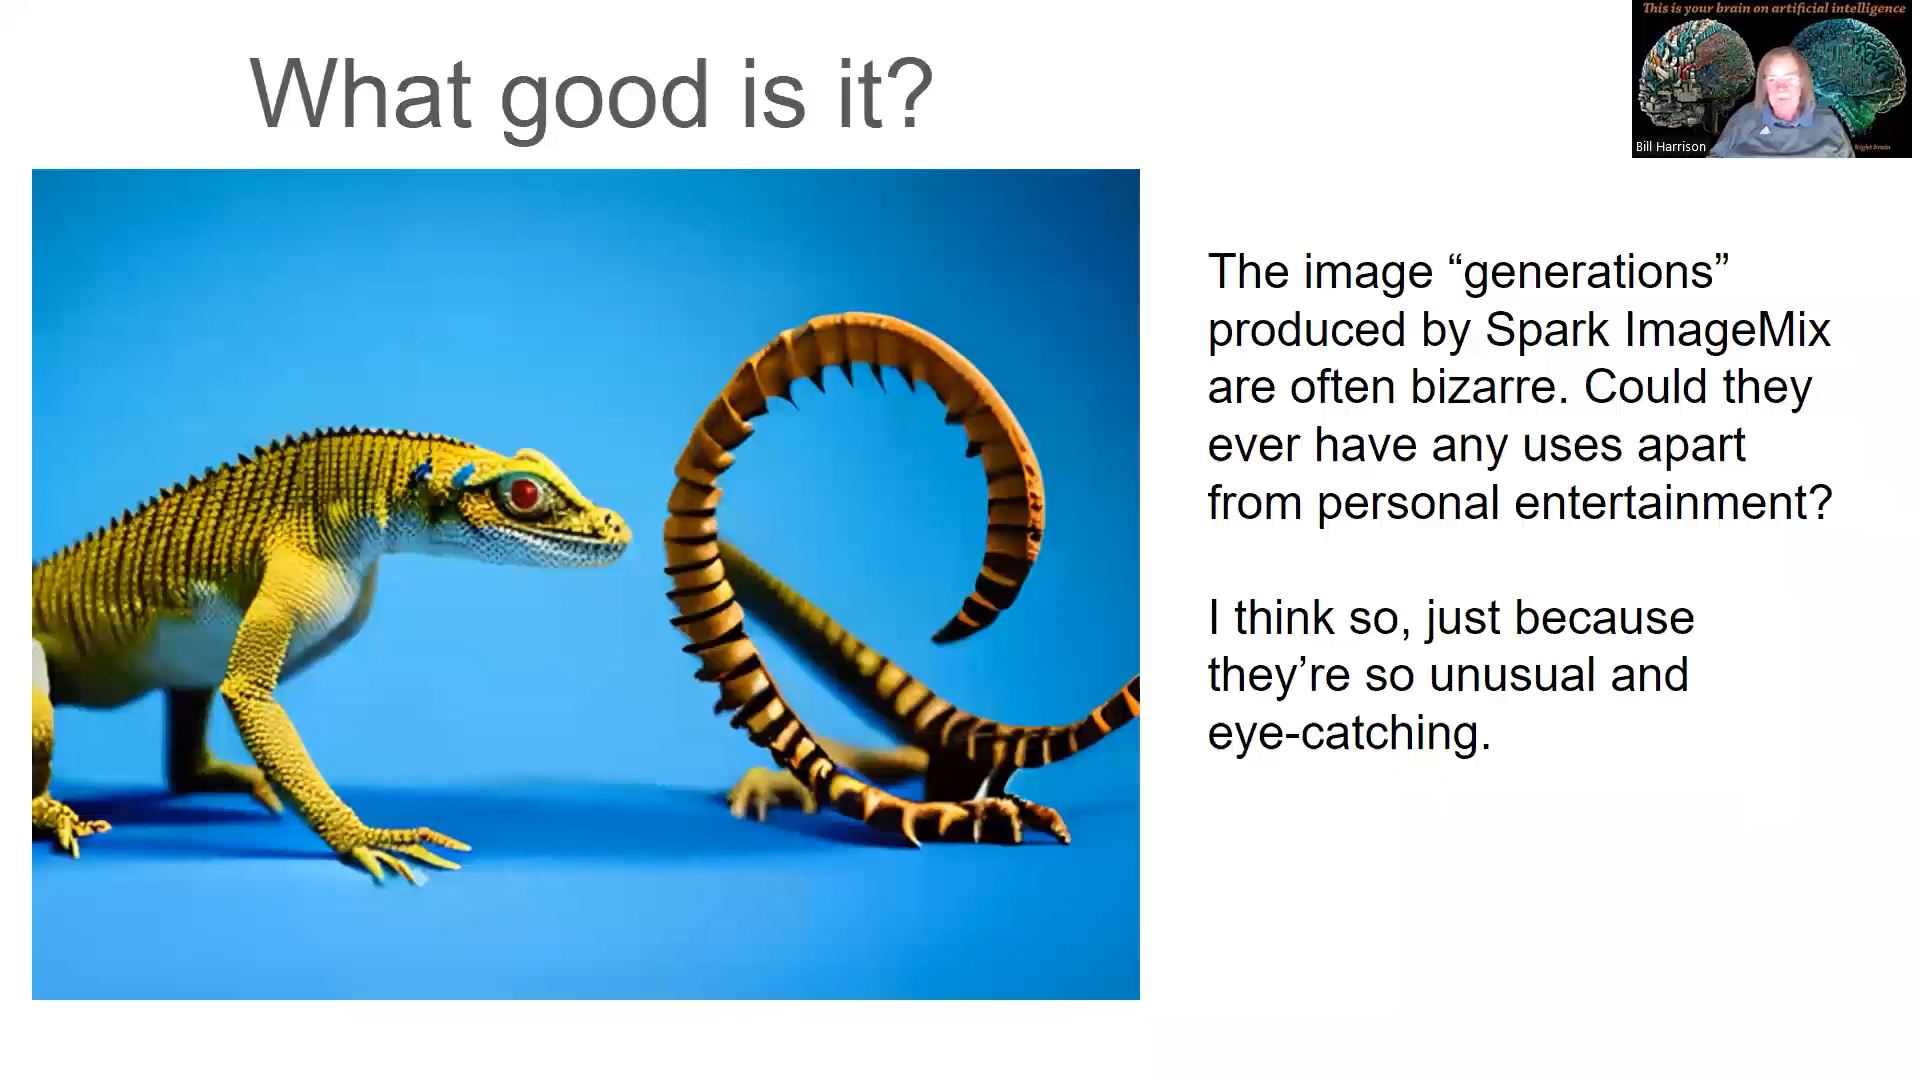 This is your brain on artificial intelligence
What good is it?
Bill Harrison
Right brain
The image “generations”
produced by Spark ImageMix
are often bizarre. Could they
ever have any uses apart
from personal entertainment?
I think so, just because
they’re so unusual and
eye-catching.